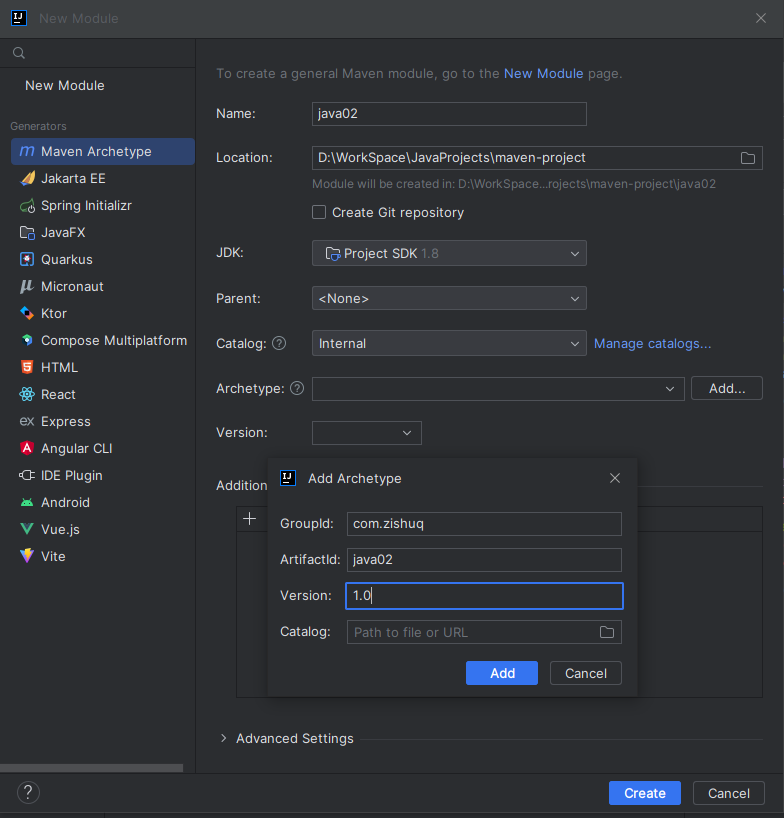 New Module
To create a general Maven module, go to the New Module page.
New Module
Name:
java02
Generators
Maven Archetype
Location:
D:\WorkSpace\JavaProjects\maven-project
Jakarta EE
Module will be created in: D:\WorkSpace...rojects\maven-project\java02
Spring Initializr
Create Git repository
JavaFX
JDK:
Project SDK 1.8
Quarkus
Micronaut
Parent:
<None>
Ktor
Compose Multiplatform
Catalog: ?
Internal
Manage catalogs...
HTML
React
Archetype: ?
Add...
Express
Version:
Angular CLI
IDE Plugin
Addition
Android
Vue.js
Vite
Add Archetype
GroupId:
com.zishuq
ArtifactId:
java02
Version:
1.0
Catalog:
Path to file or URL
Add
Cancel
Advanced Settings
?
Create
Cancel